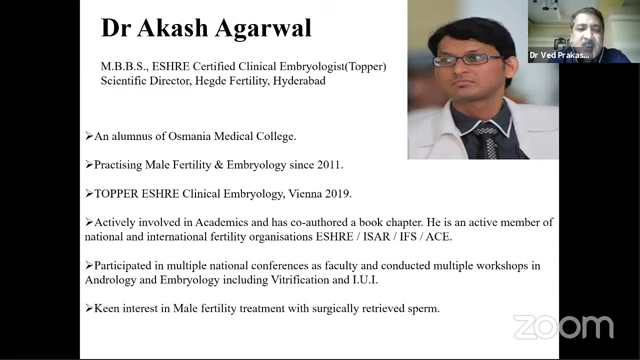 Dr Akash Agarwal
M.B.B.S., ESHRE Certified Clinical Embryologist(Topper)
Scientific Director, Hegde Fertility, Hyderabad
Dr Ved Prakas...
➢An alumnus of Osmania Medical College.
➢Practising Male Fertility & Embryology since 2011.
➢TOPPER ESHRE Clinical Embryology, Vienna 2019.
➢Actively involved in Academics and has co-authored a book chapter. He is an active member of
national and international fertility organisations ESHRE / ISAR / IFS / ACE.
➢Participated in multiple national conferences as faculty and conducted multiple workshops in
Andrology and Embryology including Vitrification and I.U.I.
➢Keen interest in Male fertility treatment with surgically retrieved sperm.
zoom